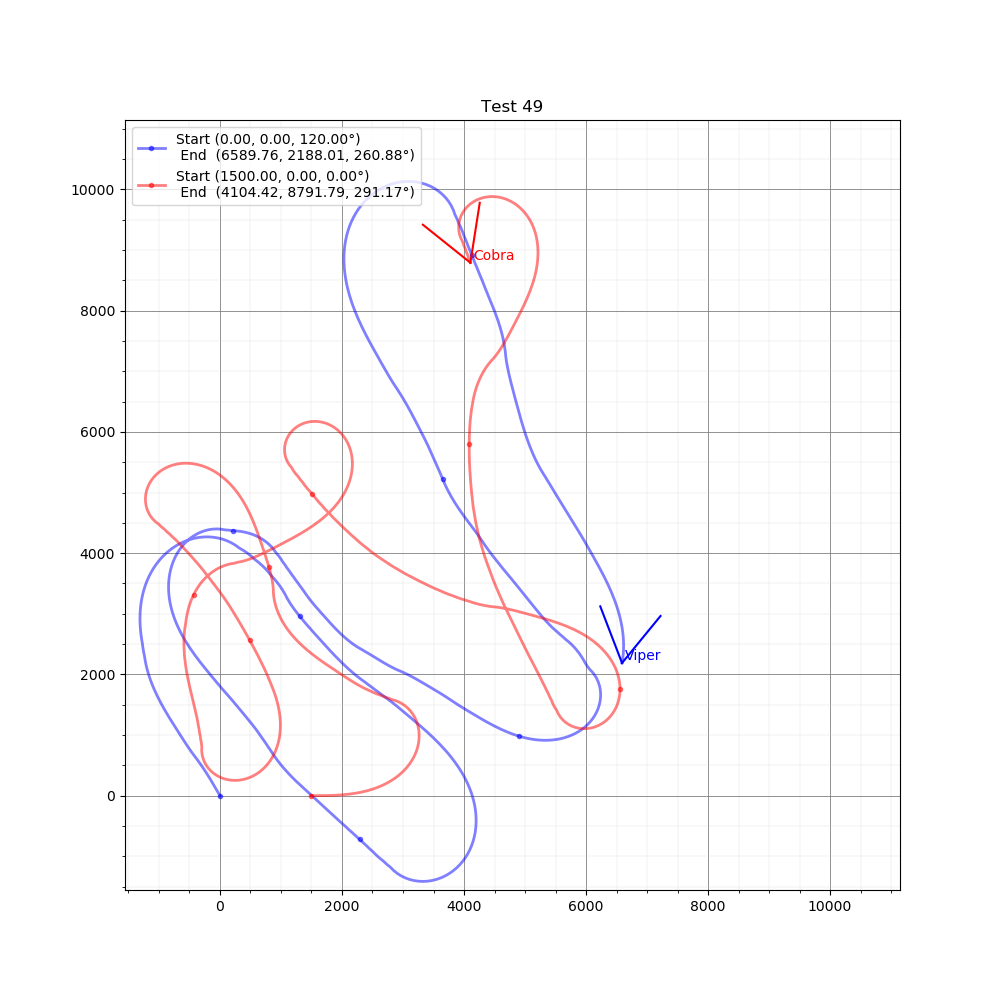 Test 49
Start (0.00, 0.00, 120.00°)
End (6589.76, 2188.01, 260.88°)
Start (1500.00, 0.00, 0.00°)
End (4104.42, 8791.79, 291.17°)
10000
8000
6000
4000
2000
0
Cobra
Viper
0 2000 4000 6000 8000 10000